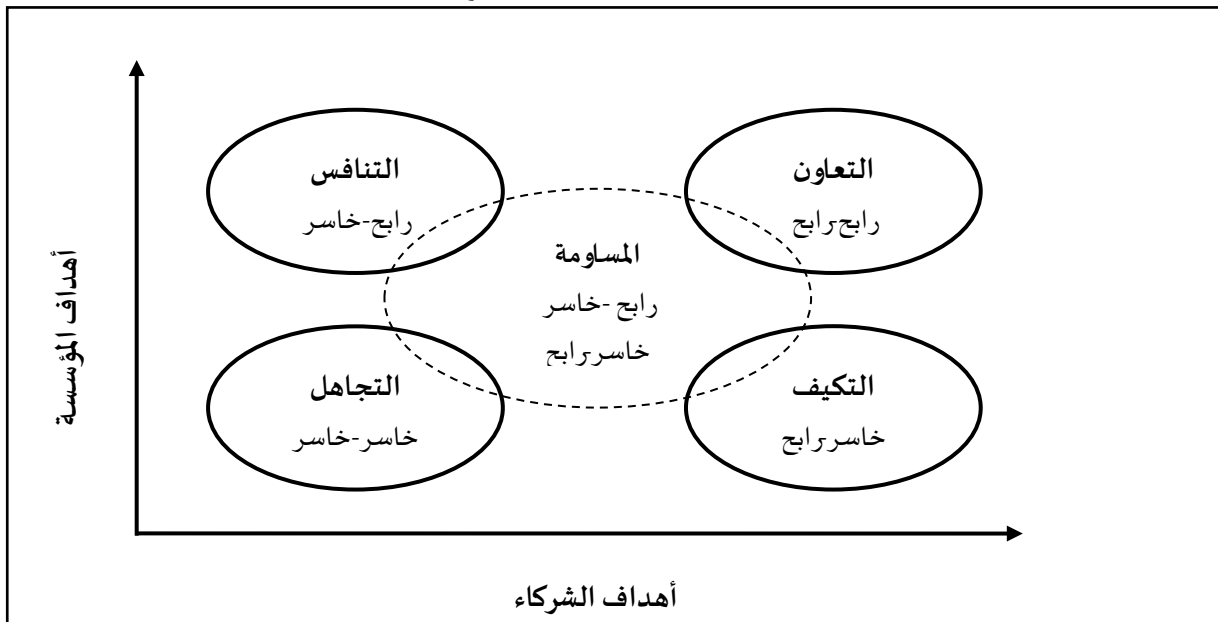 التنافس
رابح-خاسر
التعاون
رابح-رابح
المساومة
رابح -خاسر
خاسر-رابح
التجاهل
خاسر-خاسر
التكيف
خاسر-رابح
أهداف المؤسسة
أهداف الشركاء